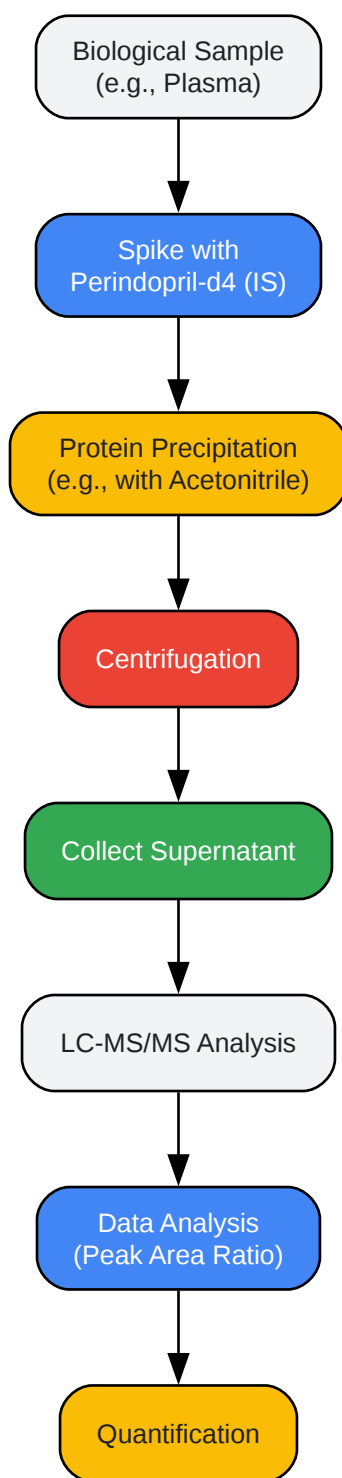 Biological Sample
(e.g., Plasma)
Spike with
Perindopril-d4 (IS)
Protein Precipitation
(e.g., with Acetonitrile)
Centrifugation
Collect Supernatant
LC-MS/MS Analysis
Data Analysis
(Peak Area Ratio)
Quantification